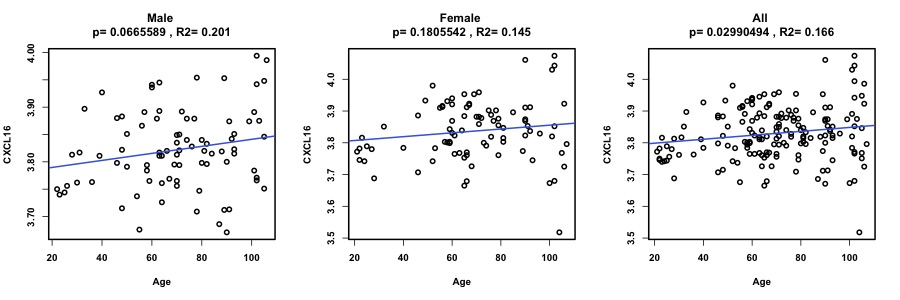 Male
p= 0.0665589 , R2= 0.201
CXCL16
4.00
3.90
3.80
3.70
20 40 60 80 100
Age
Female
p= 0.1805542 , R2= 0.145
CXCL16
4.0
3.9
3.8
3.7
3.6
3.5
20 40 60 80 100
Age
All
p= 0.02990494 , R2= 0.166
CXCL16
4.0
3.9
3.8
3.7
3.6
3.5
20 40 60 80 100
Age